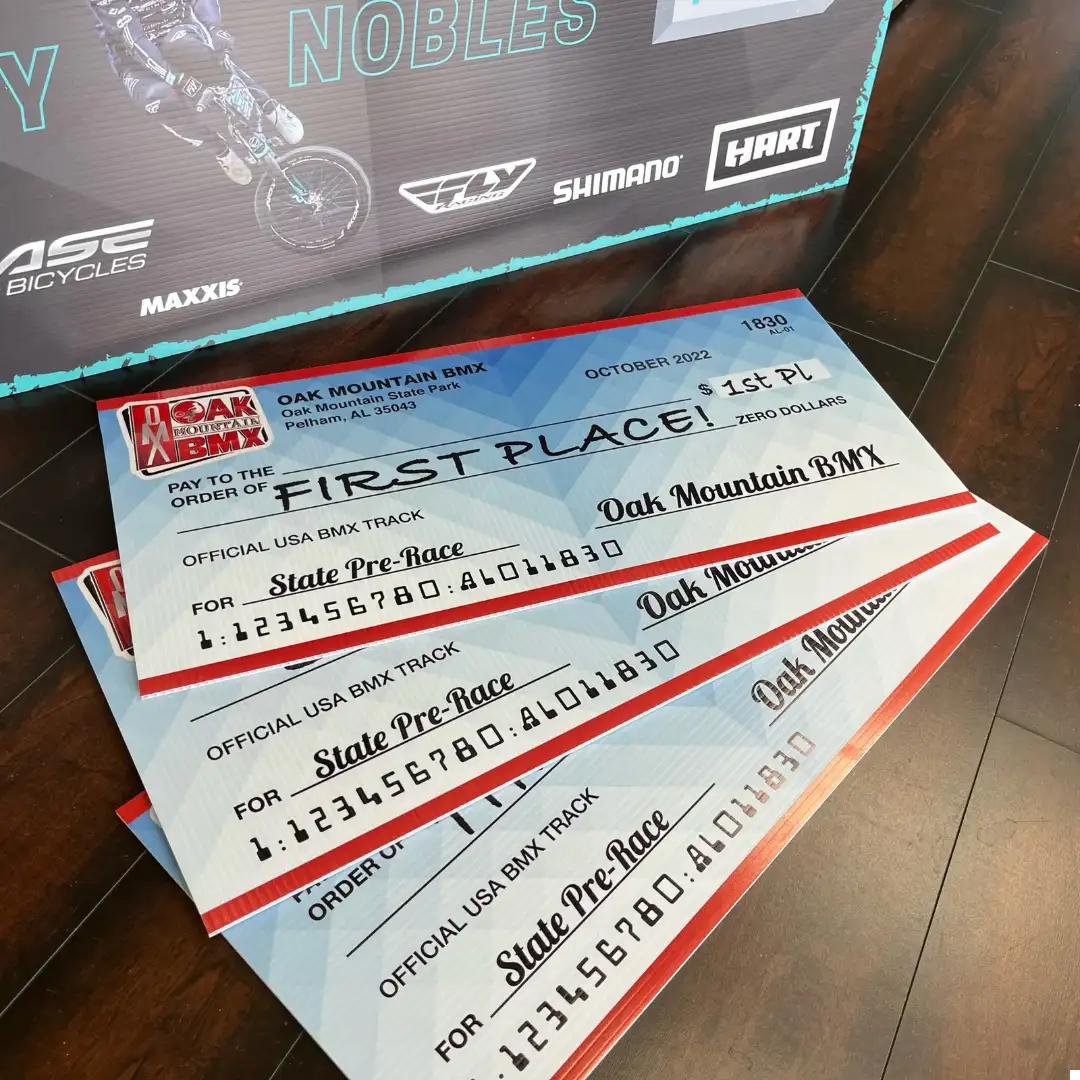 Y NOBLES
ASE
BICYCLES
MAXXIS
FLY
RACING
SHIMANO
HART
1830
AL-01
OAK MOUNTAIN BMX
Oak Mountain State Park
Pelham, AL 35043
OCTOBER 2022
OAK
MOUNTAIN
BMX
$ 1st Pl
PAY TO THE
ORDER OF
FIRST PLACE!
ZERO DOLLARS
OFFICIAL USA BMX TRACK
Oak Mountain BMX
FOR State Pre-Race
1:123456780:AL011830
OFFICIAL USA BMX TRACK
Oak Mountain
FOR State Pre-Race
1:123456780:AL011830
ORDER OF
OFFICIAL USA BMX TRACK
Oak Mountain
FOR State Pre-Race
:123456780:AL011830